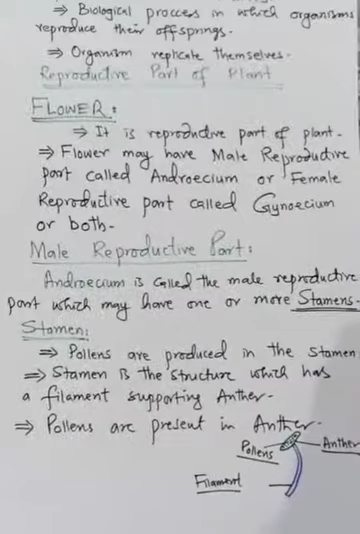 ⇒ Biological proccers in which organisms
reproduce their offsprings.
⇒ Organism replicate themselves.
Reproductive Part of Plant
FLOWER:
⇒ It is reproductive part of plant.
⇒ Flower may have Male Reproductive
part called Androecium or Female
Reproductive part called Gynoecium
or both.
Male Reproductive Part:
Androecium is called the male reproductive
part which may have one or more Stamens.
Stamen:
⇒ Pollens are produced in the stamen
⇒ Stamen is the structure which has
a filament supporting Anther.
⇒ Pollens are present in Anther.
Pollens
Anther
Filament